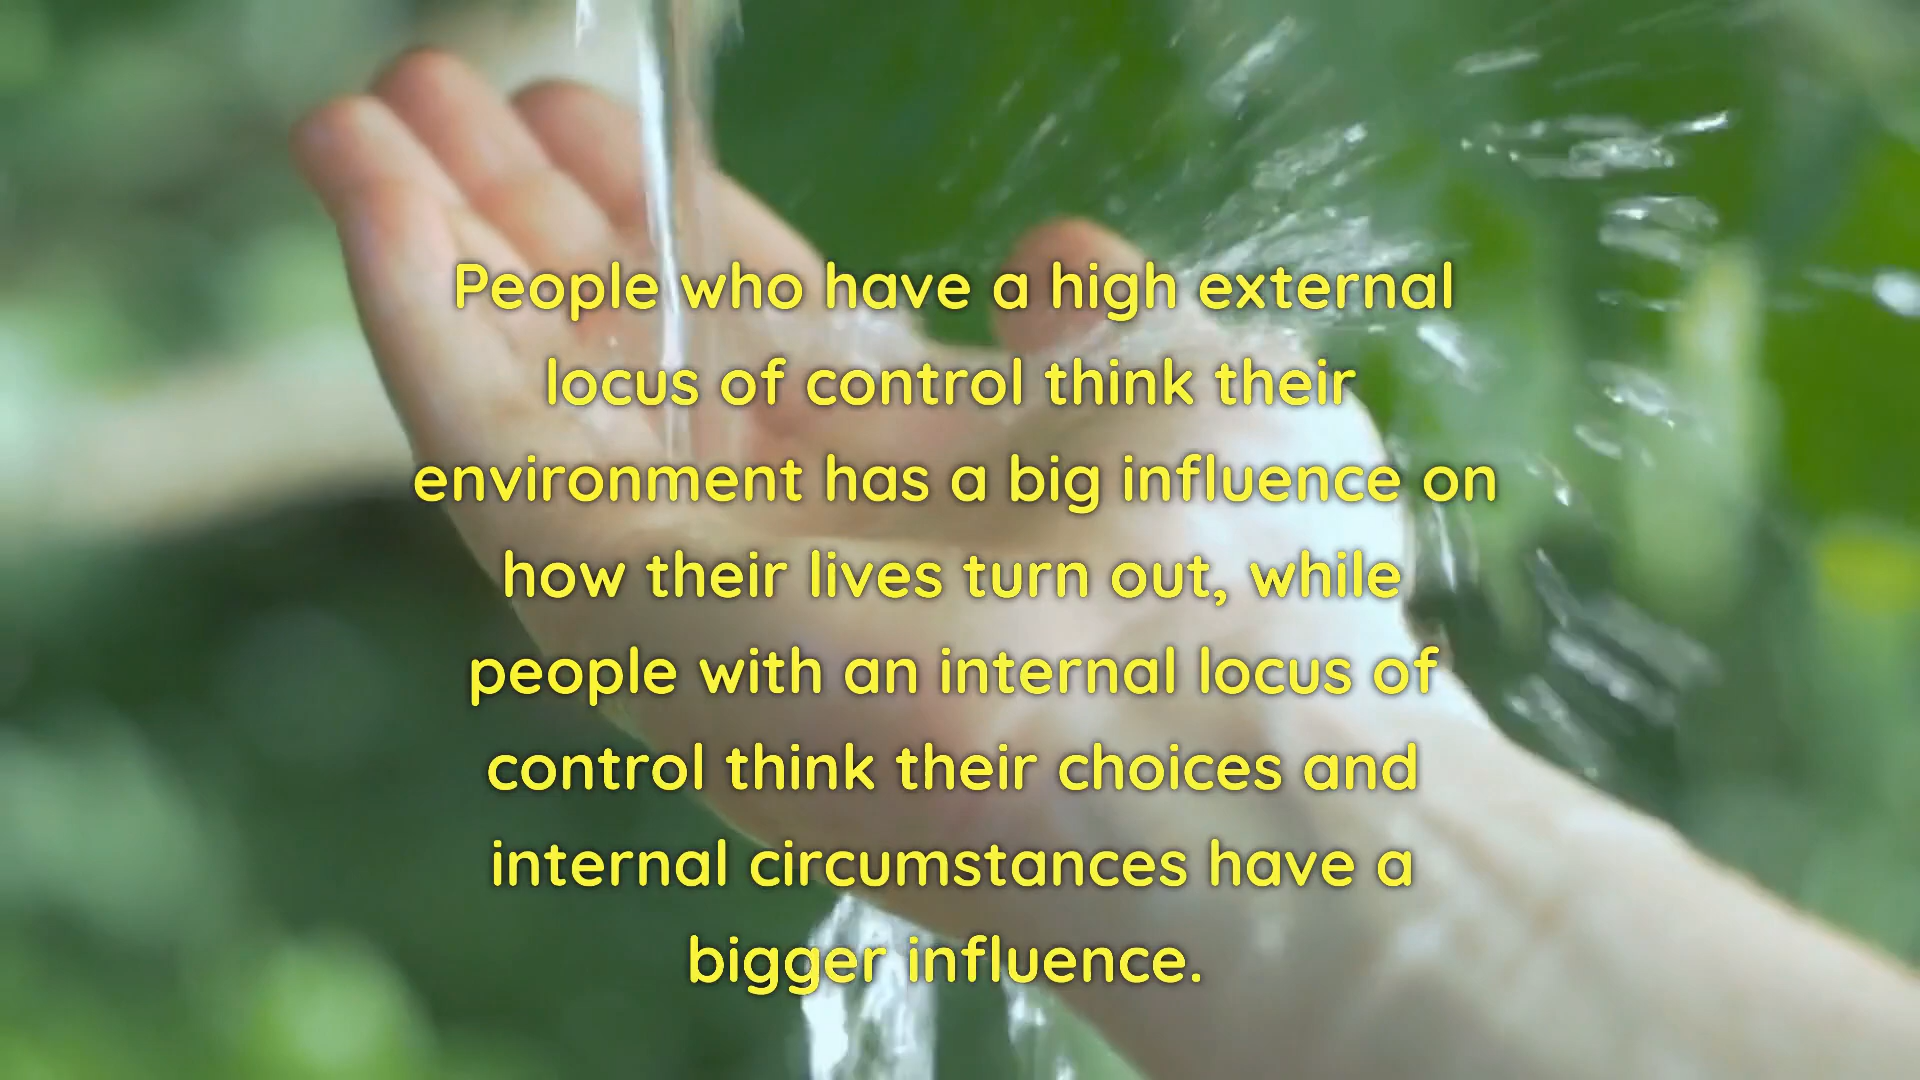 People who have a high external
locus of control think their
environment has a big influence on
how their lives turn out, while
people with an internal locus of
control think their choices and
internal circumstances have a
bigger influence.